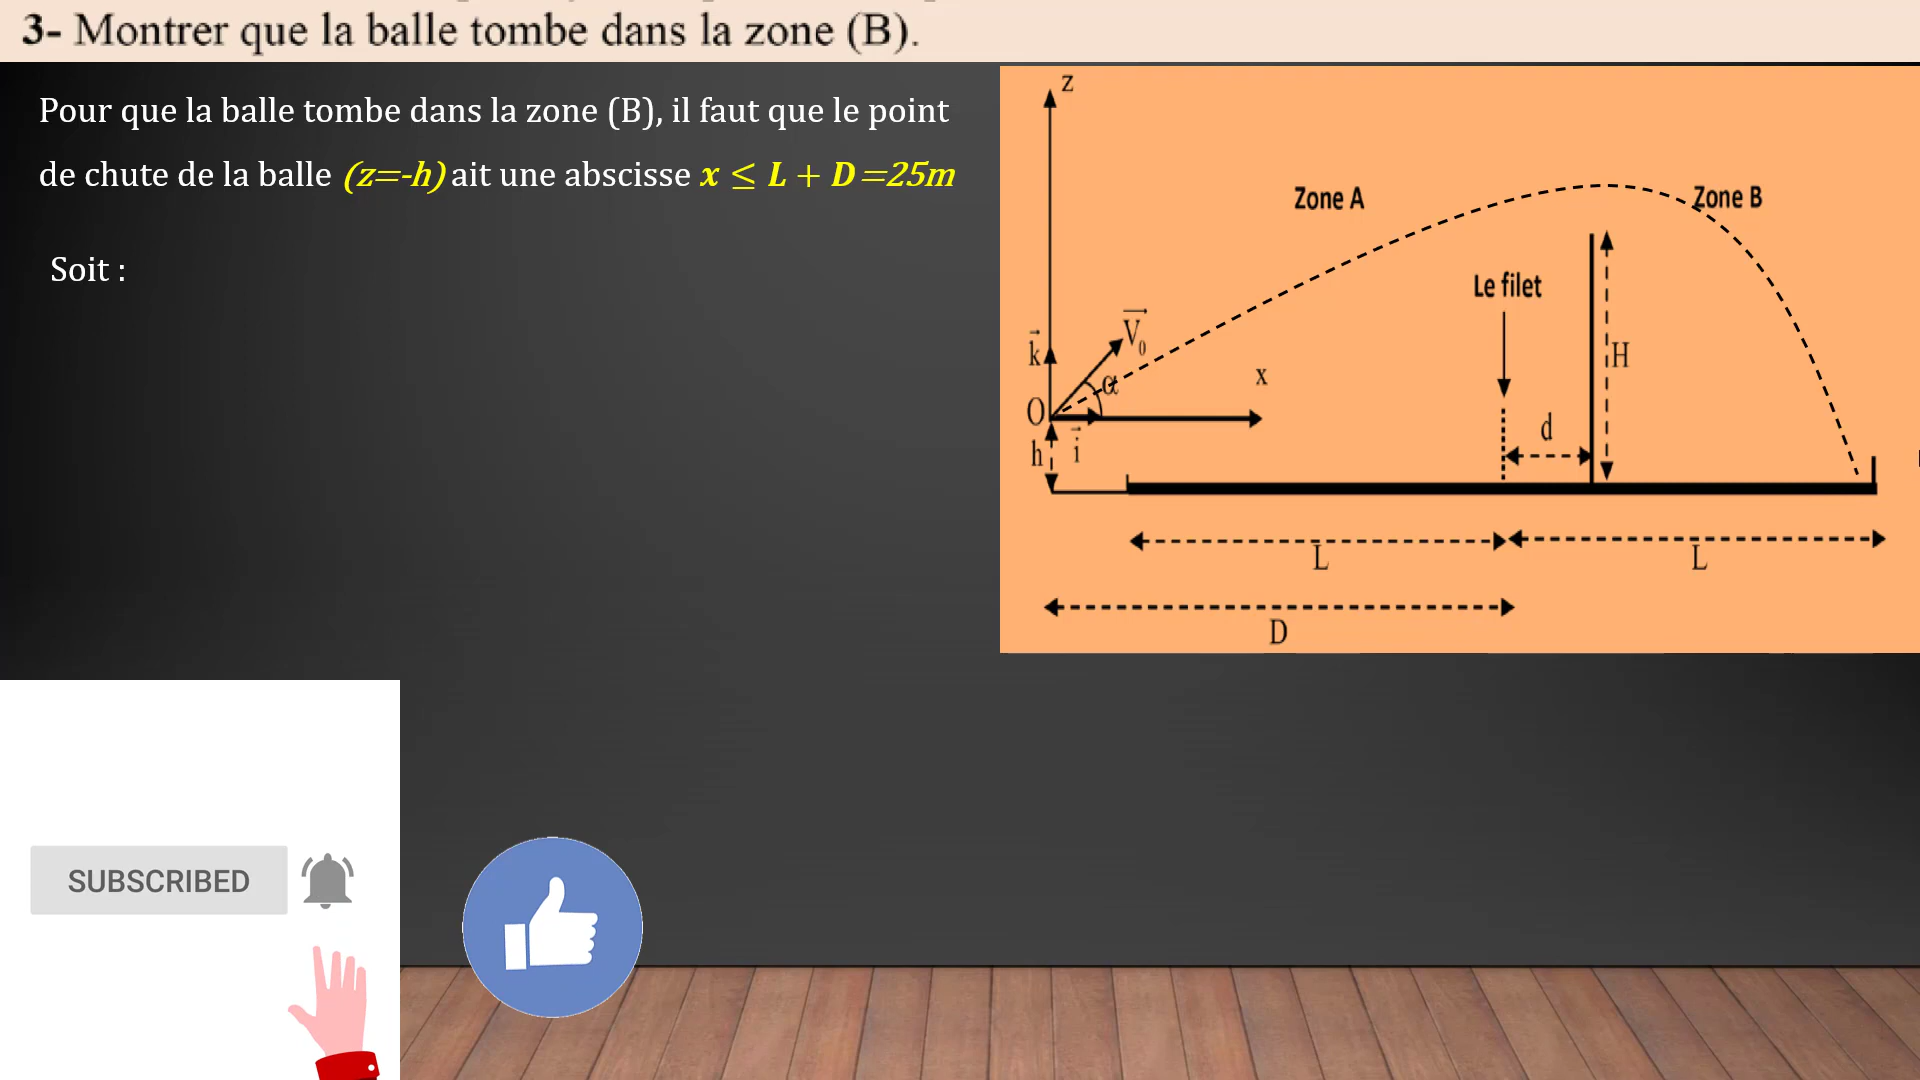 3- Montrer que la balle tombe dans la zone (B).
Pour que la balle tombe dans la zone (B), il faut que le point
de chute de la balle (z=-h) ait une abscisse x ≤ L + D =25m
Soit :
z
Zone A
Zone B
Le filet
V₀
k
α
x
H
O
d
h
i
L
L
D
SUBSCRIBED